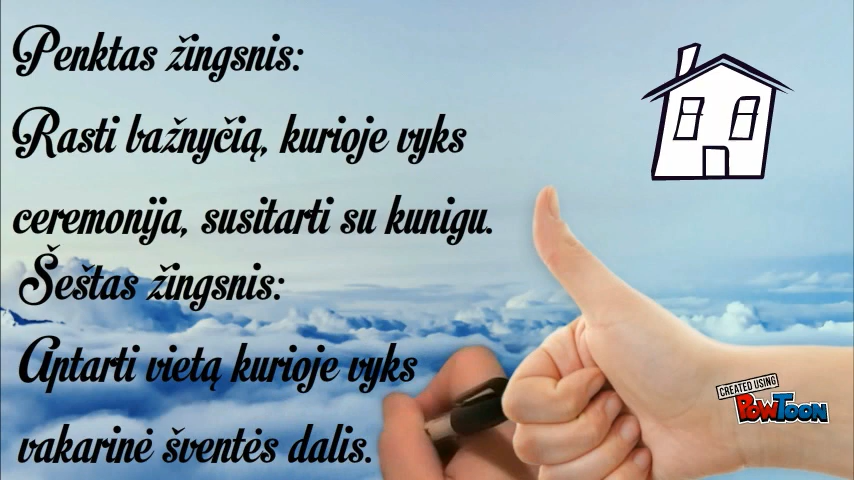 Penktas žingsnis:
Rasti bažnyčią, kurioje vyks
ceremonija, susitarti su kunigu.
Šeštas žingsnis:
Aptarti vietą kurioje vyks
vakarinė šventės dalis.
CREATED USING
POWTOON